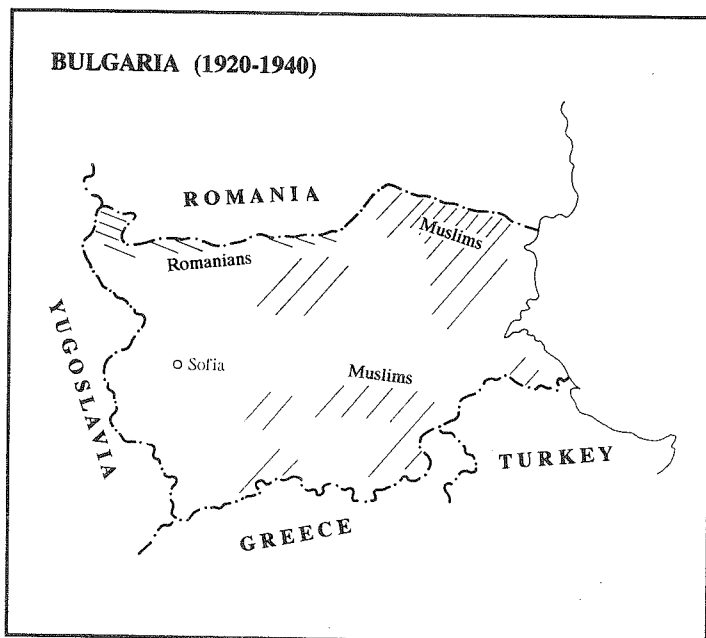 BULGARIA (1920-1940)
ROMANIA
Muslims
Romanians
YUGOSLAVIA
Sofia
Muslims
TURKEY
GREECE